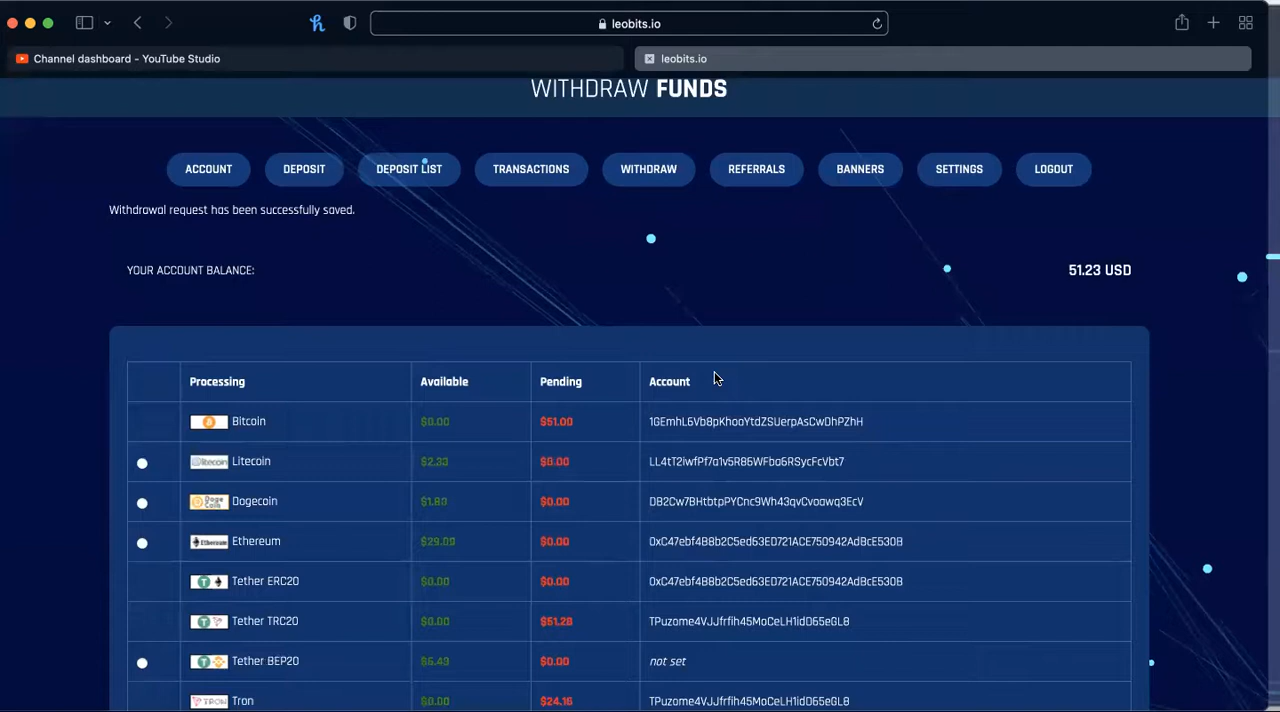 leobits.io
Channel dashboard - YouTube Studio
leobits.io
WITHDRAW FUNDS
ACCOUNT DEPOSIT DEPOSIT LIST TRANSACTIONS WITHDRAW REFERRALS BANNERS SETTINGS LOGOUT
Withdrawal request has been successfully saved.
YOUR ACCOUNT BALANCE: 51.23 USD
Processing Available Pending Account
Bitcoin $0.00 $51.00 1GEmhL6Vb8pKhooYtdZSUerpAsCwDhPZhH
Litecoin $2.33 $0.00 LL4tT2iwfPf7a1v5R86WFba6RSycFcVbt7
Dogecoin $1.83 $0.00 DB2Cw7BHtbtpPYCnc9Wh43qvCvoawq3EcV
Ethereum $29.09 $0.00 0xC47ebf4B8b2C5ed63ED721ACE750942AdBcE530B
Tether ERC20 $0.00 $0.00 0xC47ebf4B8b2C5ed63ED721ACE750942AdBcE530B
Tether TRC20 $0.00 $51.28 TPuzome4VJJfrfih45MoCeLH1idD65eGL8
Tether BEP20 $6.43 $0.00 not set
Tron $0.00 $24.16 TPuzome4VJJfrfih45MoCeLH1idD65eGL8